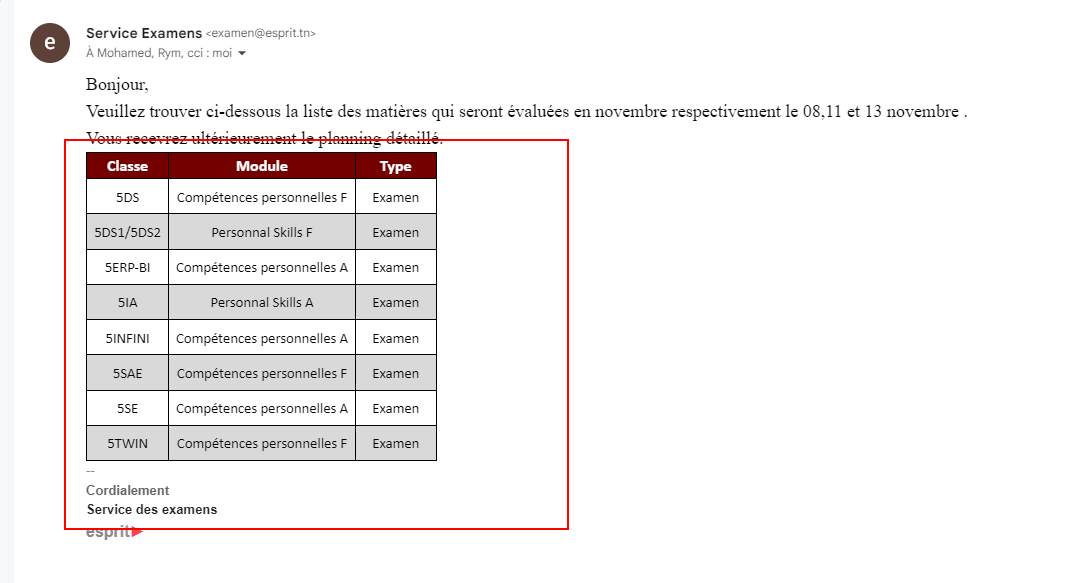 e
Service Examens <examen@esprit.tn>
À Mohamed, Rym, cci : moi
Bonjour,
Veuillez trouver ci-dessous la liste des matières qui seront évaluées en novembre respectivement le 08,11 et 13 novembre .
Vous recevrez ultérieurement le planning détaillé.
Classe Module Type
5DS Compétences personnelles F Examen
5DS1/5DS2 Personnal Skills F Examen
5ERP-BI Compétences personnelles A Examen
5IA Personnal Skills A Examen
5INFINI Compétences personnelles A Examen
5SAE Compétences personnelles F Examen
5SE Compétences personnelles A Examen
5TWIN Compétences personnelles F Examen
--
Cordialement
Service des examens
esprit